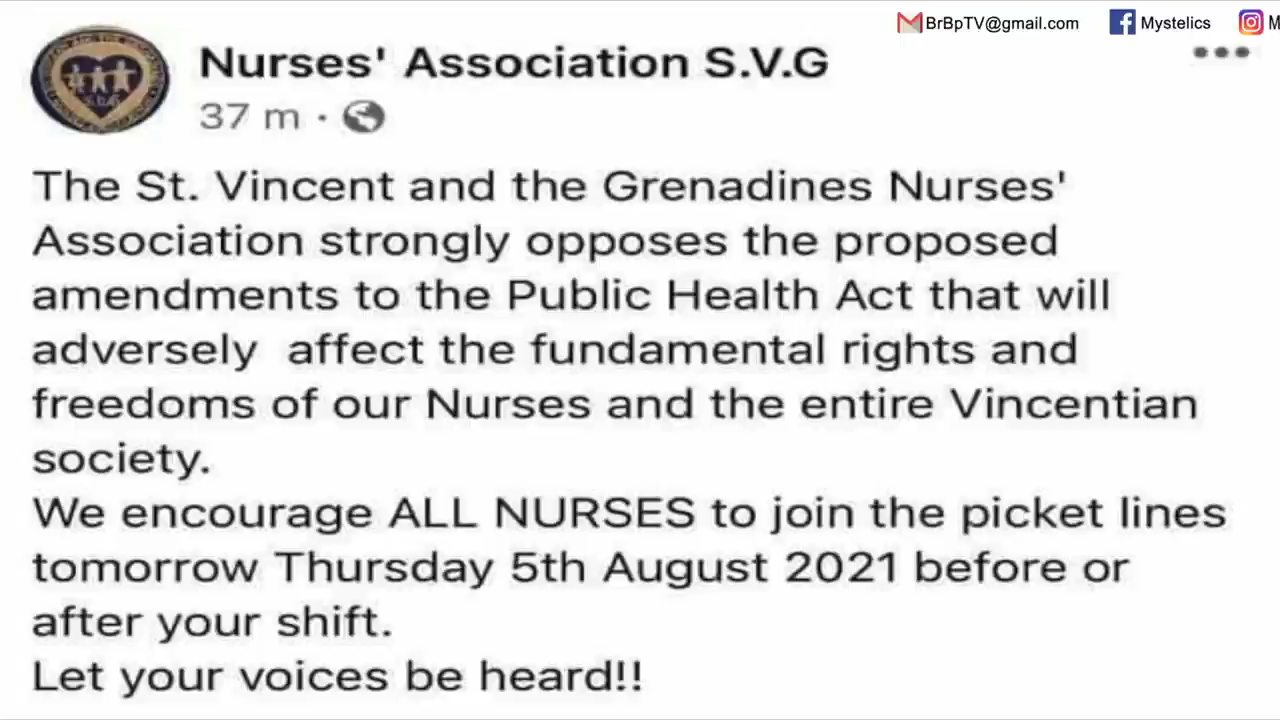 BrBpTV@gmail.com Mystelics M
Nurses' Association S.V.G
37 m ·
The St. Vincent and the Grenadines Nurses'
Association strongly opposes the proposed
amendments to the Public Health Act that will
adversely affect the fundamental rights and
freedoms of our Nurses and the entire Vincentian
society.
We encourage ALL NURSES to join the picket lines
tomorrow Thursday 5th August 2021 before or
after your shift.
Let your voices be heard!!